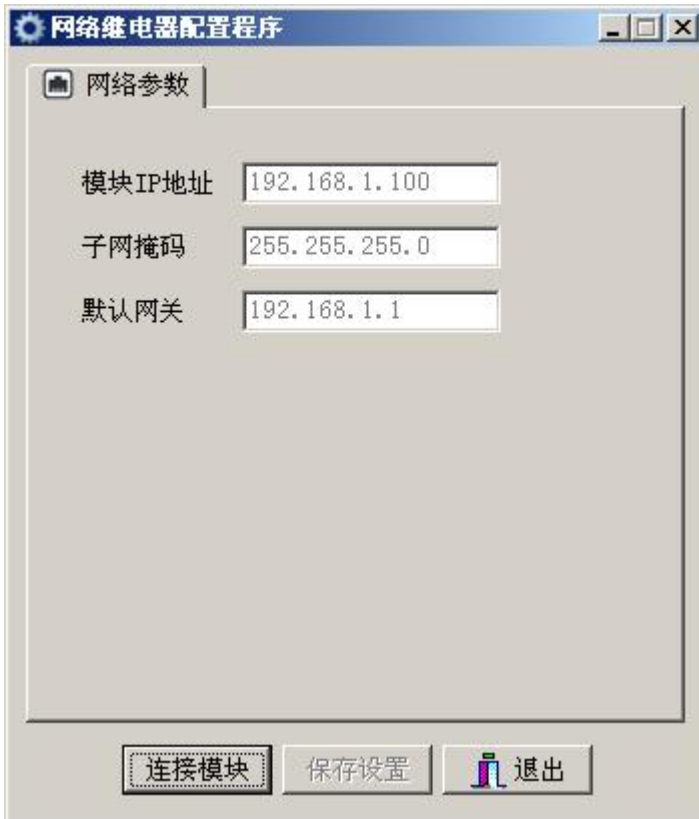 网络继电器配置程序
网络参数
模块IP地址 192.168.1.100
子网掩码 255.255.255.0
默认网关 192.168.1.1
连接模块 保存设置 退出